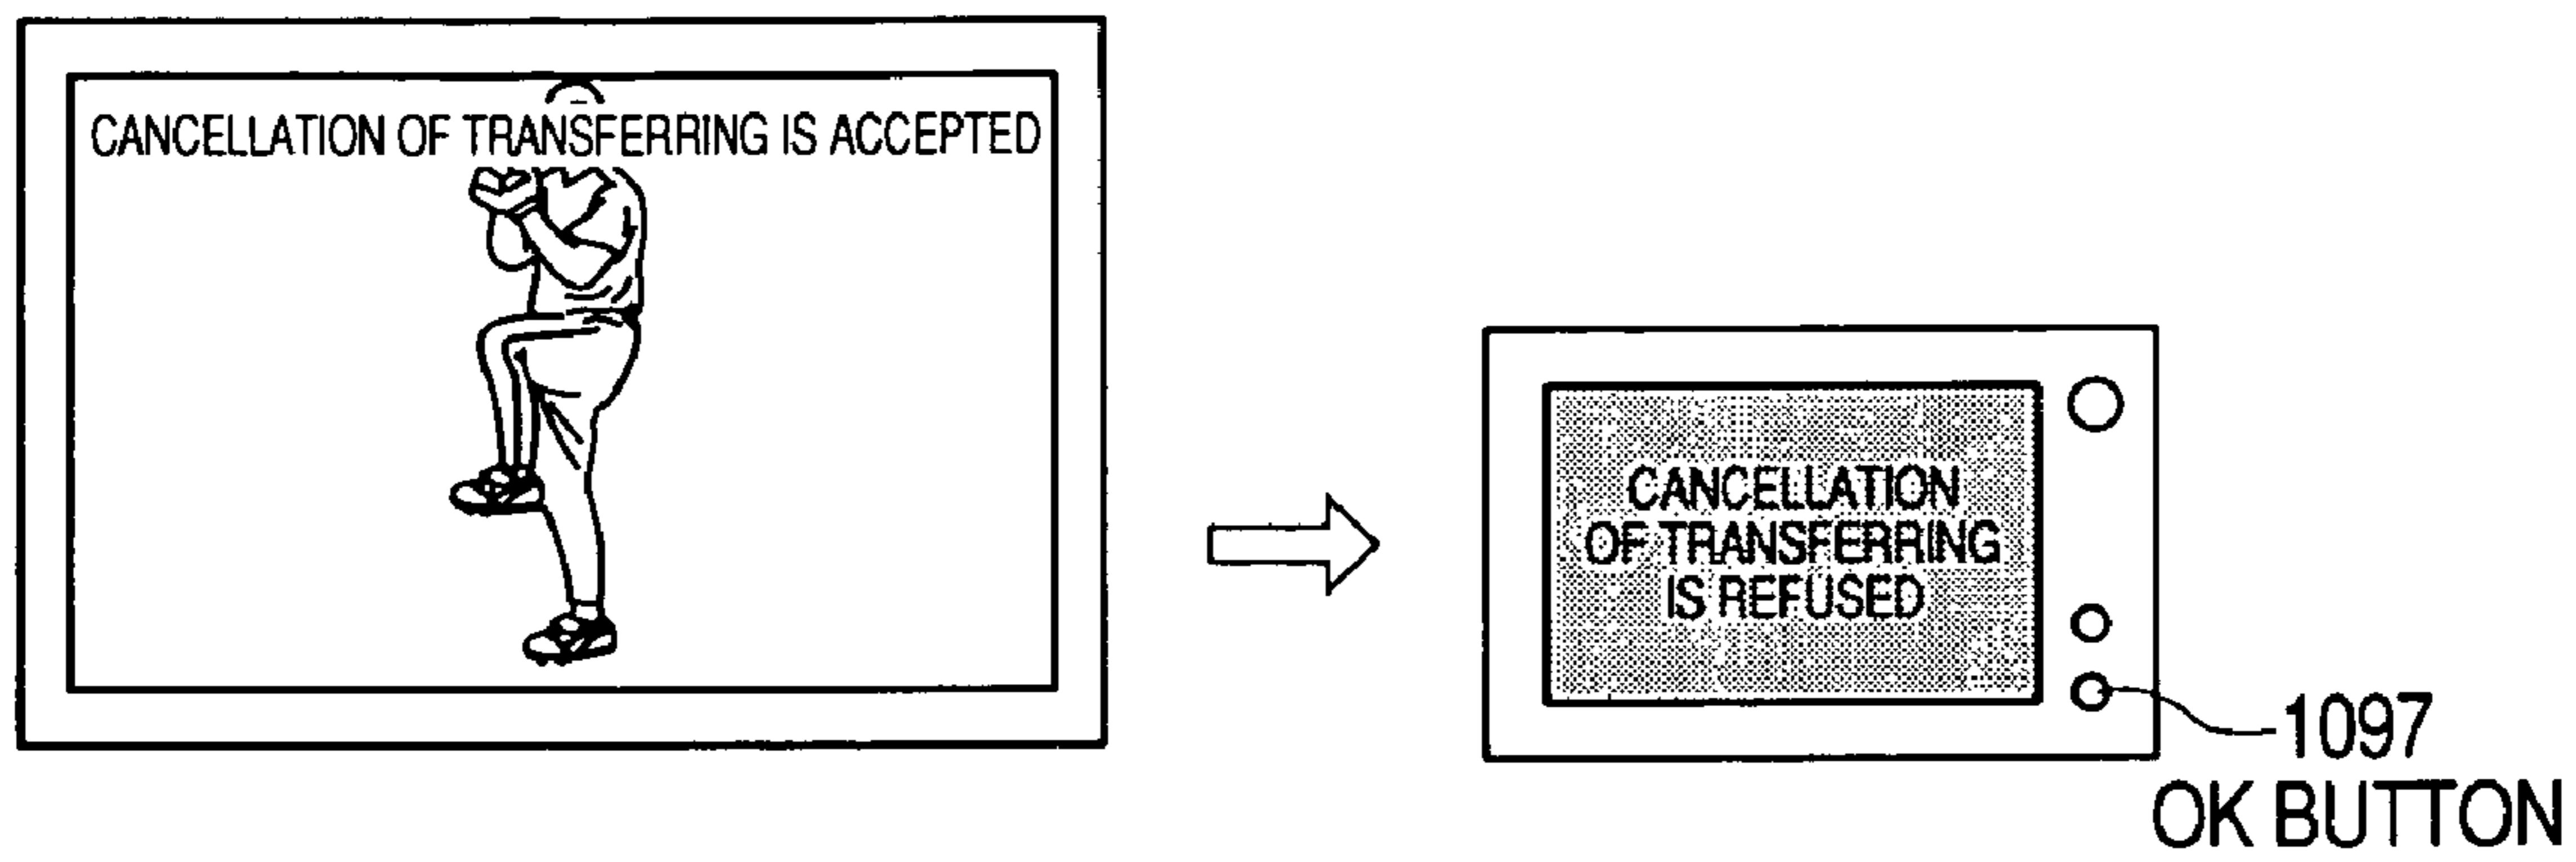 CANCELLATION OF TRANSFERRING IS ACCEPTED
CANCELLATION
OF TRANSFERRING
IS REFUSED
1097
OK BUTTON